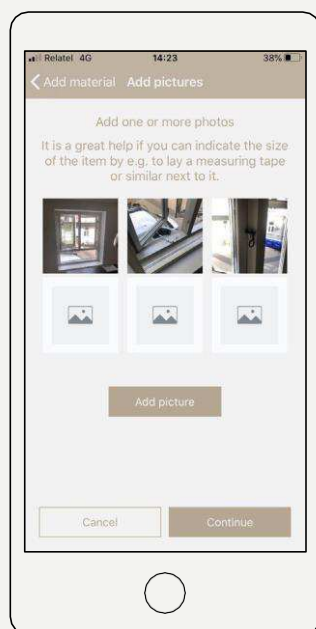 Relatel 4G 14:23 38%
Add material Add pictures
Add one or more photos
It is a great help if you can indicate the size
of the item by e.g. to lay a measuring tape
or similar next to it.
Add picture
Cancel Continue